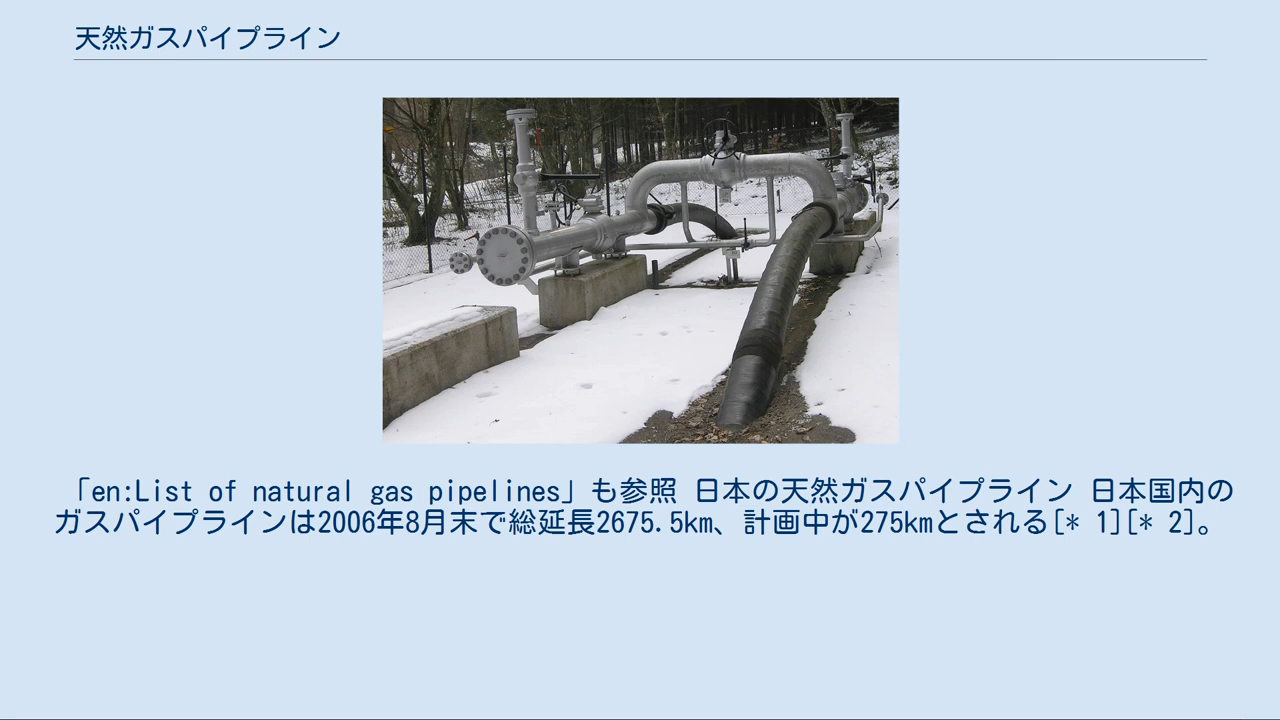 天然ガスパイプライン
「en:List of natural gas pipelines」も参照 日本の天然ガスパイプライン 日本国内の
ガスパイプラインは2006年8月末で総延長2675.5km、計画中が275kmとされる[* 1][* 2]。